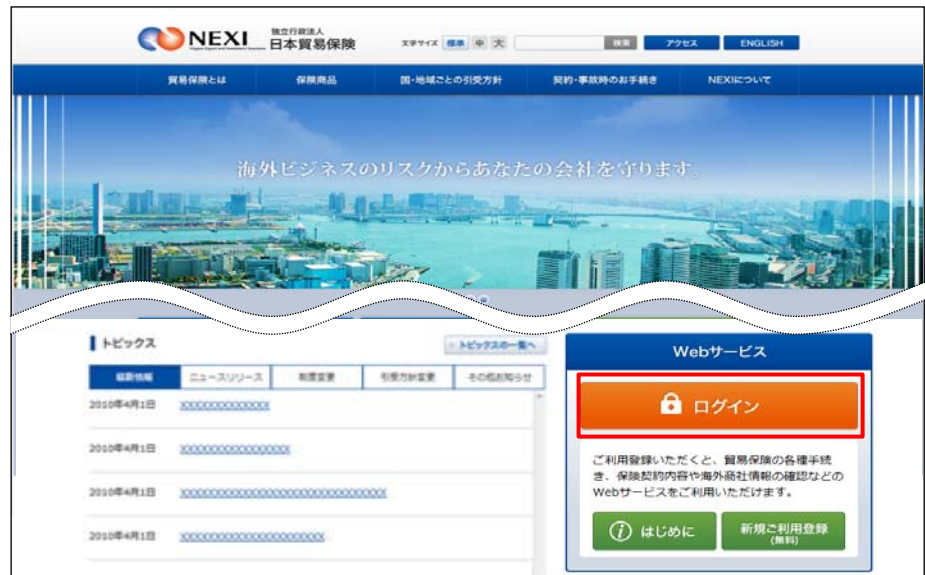 NEXI
独立行政法人
日本貿易保険
文字サイズ 標準 中 大
検索
アクセス
ENGLISH
貿易保険とは 保険商品 国・地域ごとの引受方針 契約・事故時のお手続き NEXIについて
海外ビジネスのリスクからあなたの会社を守ります。
トピックス
トピックスの一覧へ
最新情報 ニュースリリース 制度変更 引受方針変更 その他お知らせ
2010年4月1日 XXXXXXXXXXXXX
2010年4月1日 XXXXXXXXXXXXXXXX
2010年4月1日
2010年4月1日
Webサービス
ログイン
ご利用登録いただくと、貿易保険の各種手続
き、保険契約内容や海外商社情報の確認などの
Webサービスをご利用いただけます。
はじめに
新規ご利用登録
(無料)